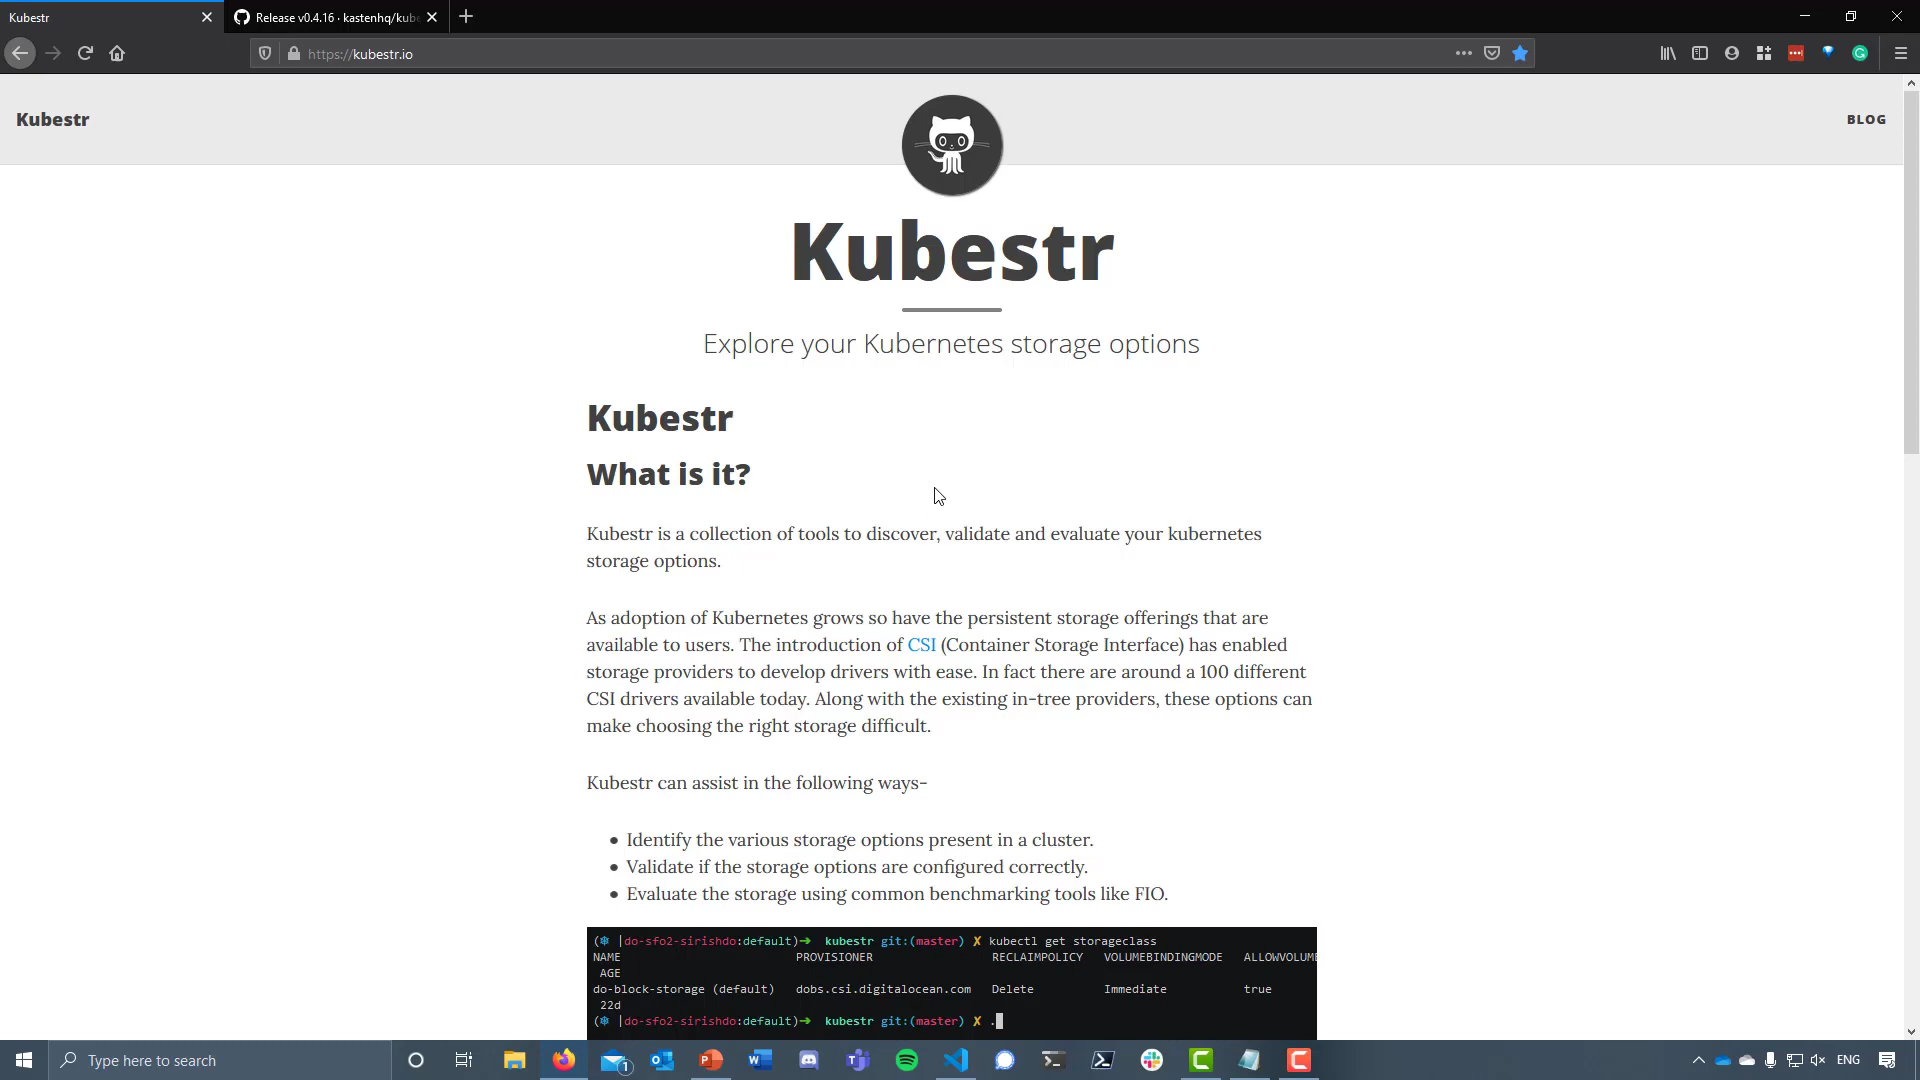 Kubestr
Release v0.4.16 · kastenhq/kube
https://kubestr.io
Kubestr
BLOG
Kubestr
Explore your Kubernetes storage options
Kubestr
What is it?
Kubestr is a collection of tools to discover, validate and evaluate your kubernetes
storage options.
As adoption of Kubernetes grows so have the persistent storage offerings that are
available to users. The introduction of CSI (Container Storage Interface) has enabled
storage providers to develop drivers with ease. In fact there are around a 100 different
CSI drivers available today. Along with the existing in-tree providers, these options can
make choosing the right storage difficult.
Kubestr can assist in the following ways-
• Identify the various storage options present in a cluster.
• Validate if the storage options are configured correctly.
• Evaluate the storage using common benchmarking tools like FIO.
(⎈ |do-sfo2-sirishdo:default)➜ kubestr git:(master) ✗ kubectl get storageclass
NAME PROVISIONER RECLAIMPOLICY VOLUMEBINDINGMODE ALLOWVOLUME
AGE
do-block-storage (default) dobs.csi.digitalocean.com Delete Immediate true
22d
(⎈ |do-sfo2-sirishdo:default)➜ kubestr git:(master) ✗ .
Type here to search
1
ENG